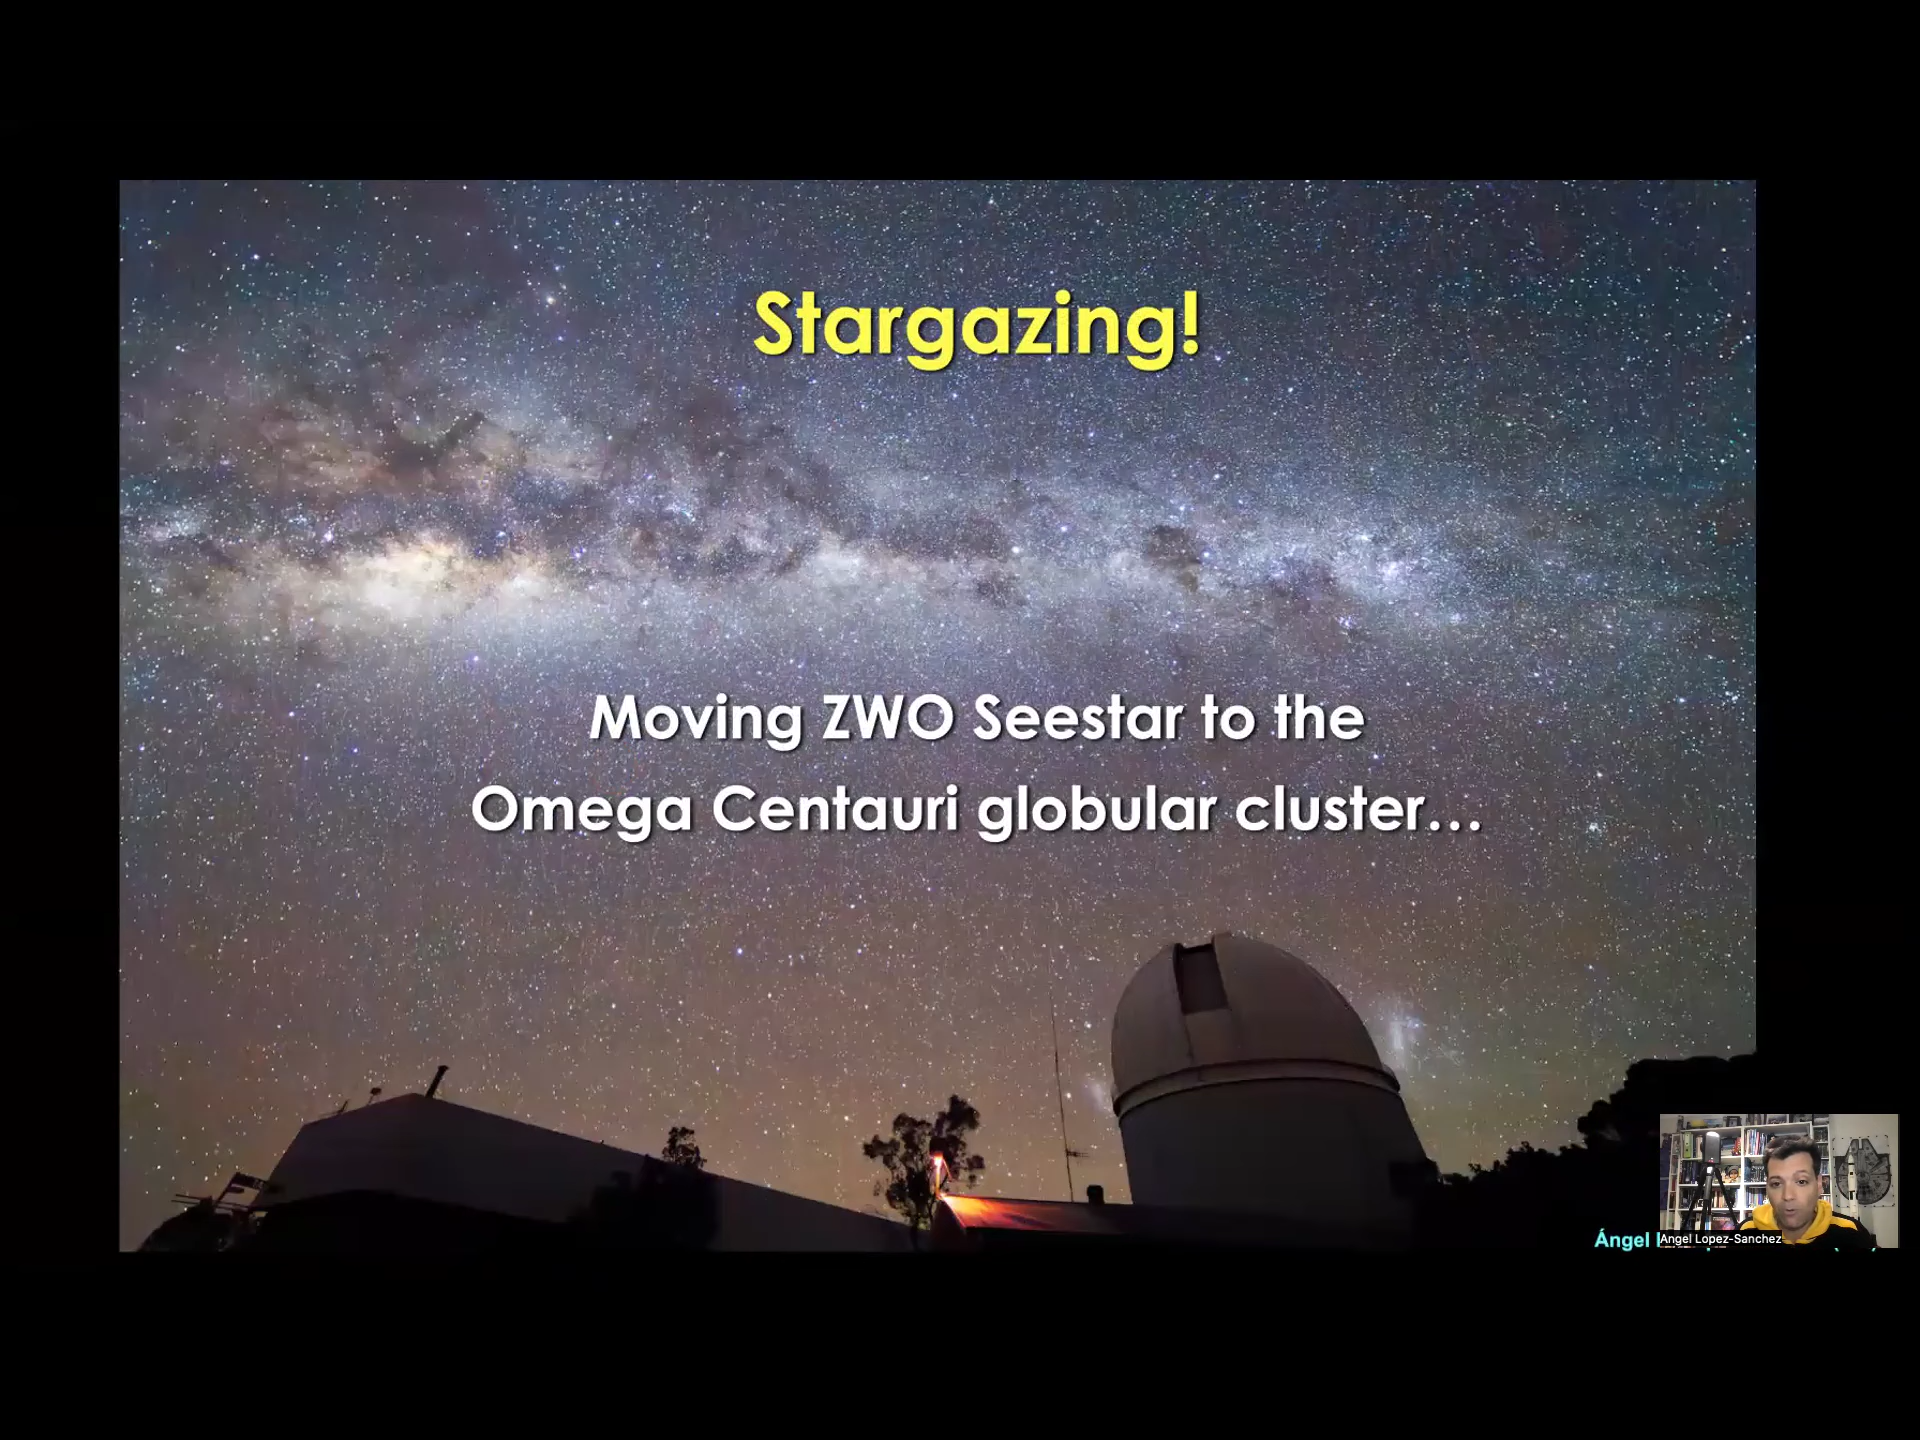 Stargazing!
Moving ZWO Seestar to the
Omega Centauri globular cluster...
Ángel
Angel Lopez-Sanchez